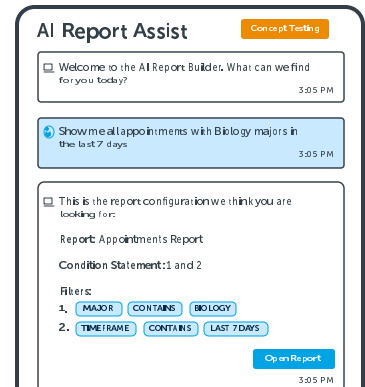 AI Report Assist
Concept Testing
Welcome to the AI Report Builder. What can we find
for you today?
3:05 PM
Show me all appointments with Biology majors in
the last 7 days
3:05 PM
This is the report configuration we think you are
looking for:
Report: Appointments Report
Condition Statement: 1 and 2
Filters:
1. MAJOR CONTAINS BIOLOGY
2. TIMEFRAME CONTAINS LAST 7 DAYS
Open Report
3:05 PM